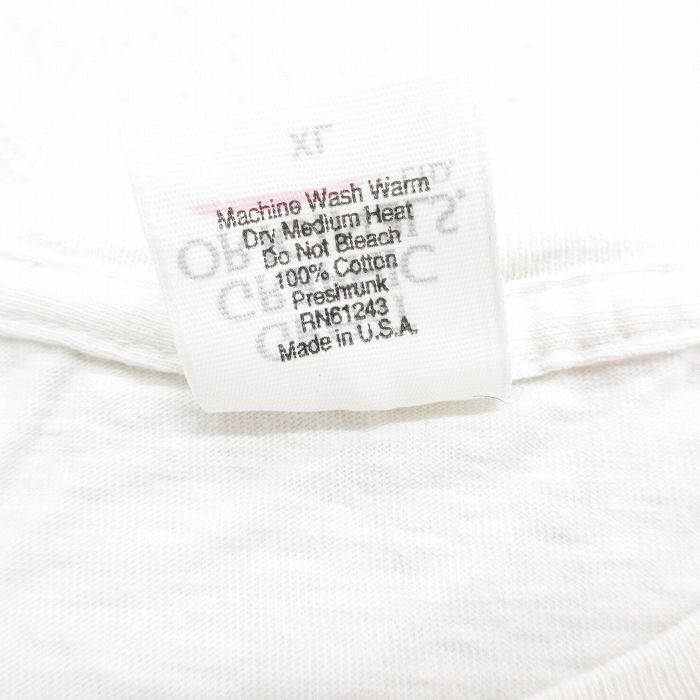 XL
Machine Wash Warm
Dry Medium Heat
Do Not Bleach
100% Cotton
Preshrunk
RN61243
Made in U.S.A.